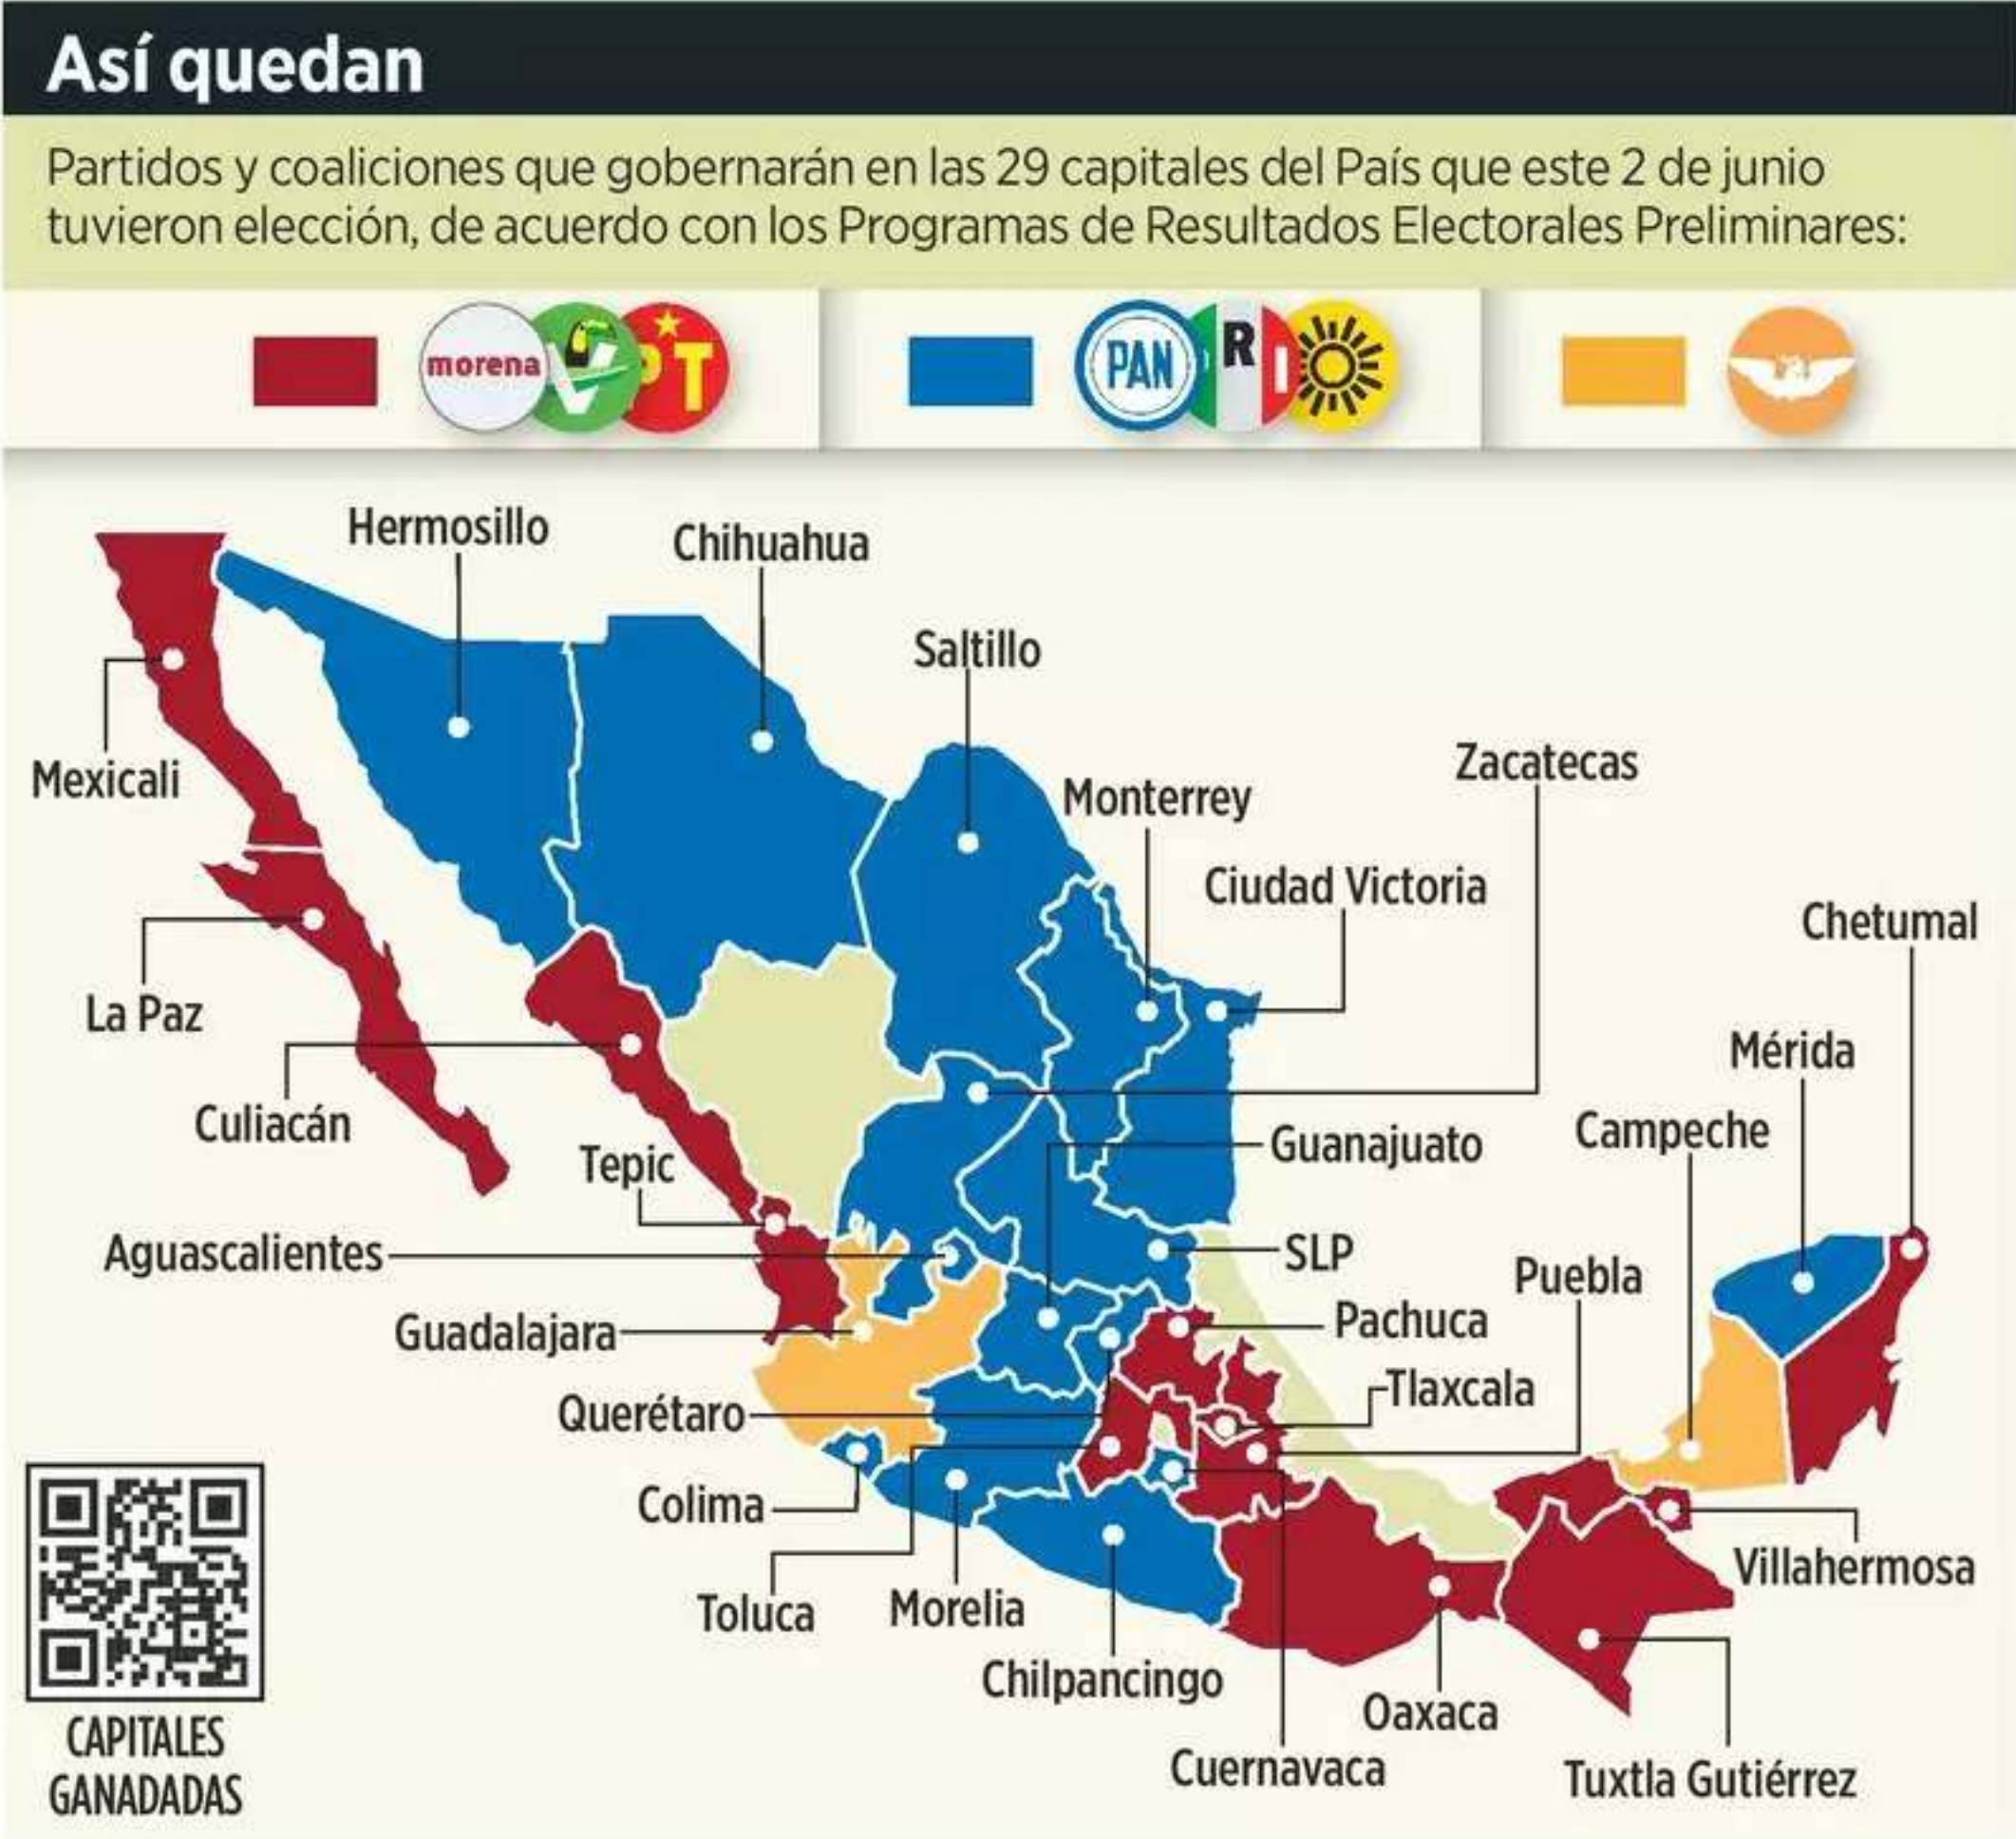 Así quedan
Partidos y coaliciones que gobernarán en las 29 capitales del País que este 2 de junio
tuvieron elección, de acuerdo con los Programas de Resultados Electorales Preliminares:
morena
V
PT
PAN
PRI
Hermosillo
Chihuahua
Saltillo
Mexicali
Monterrey
Zacatecas
Ciudad Victoria
Chetumal
La Paz
Mérida
Culiacán
Campeche
Tepic
Guanajuato
Aguascalientes
SLP
Puebla
Guadalajara
Pachuca
Tlaxcala
Querétaro
Colima
Villahermosa
Toluca
Morelia
Chilpancingo
Oaxaca
Cuernavaca
Tuxtla Gutiérrez
CAPITALES
GANADADAS